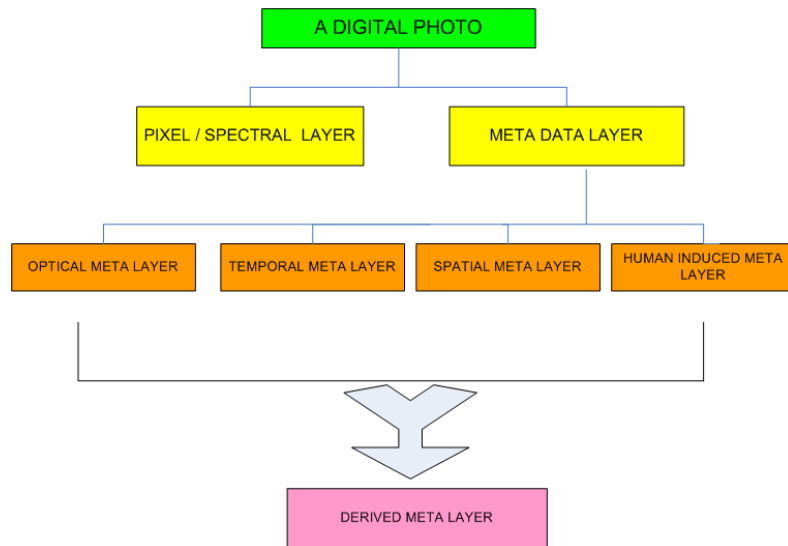 A DIGITAL PHOTO
PIXEL / SPECTRAL LAYER
META DATA LAYER
OPTICAL META LAYER
TEMPORAL META LAYER
SPATIAL META LAYER
HUMAN INDUCED META
LAYER
DERIVED META LAYER